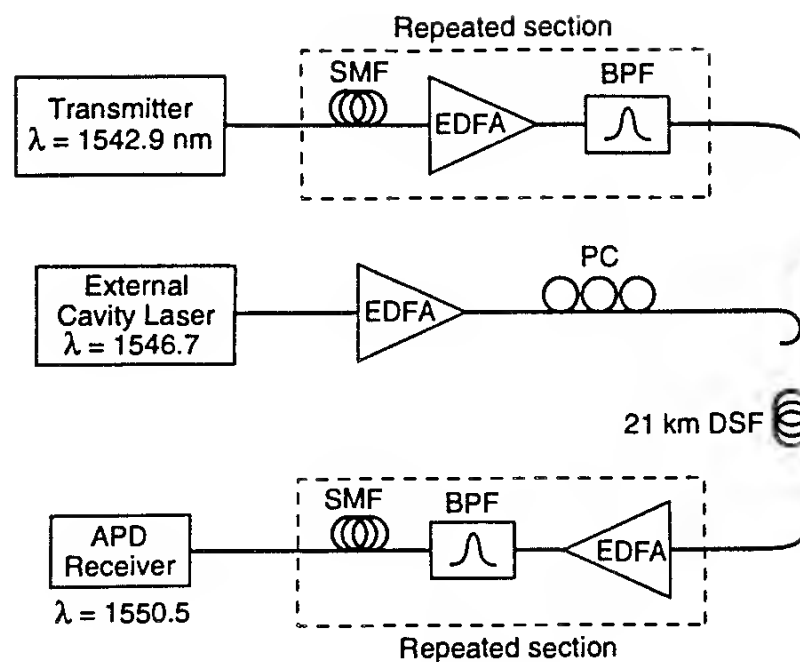 Repeated section
SMF
BPF
Transmitter
λ = 1542.9 nm
EDFA
PC
External
Cavity Laser
λ = 1546.7
EDFA
21 km DSF
SMF
BPF
APD
Receiver
EDFA
λ = 1550.5
Repeated section